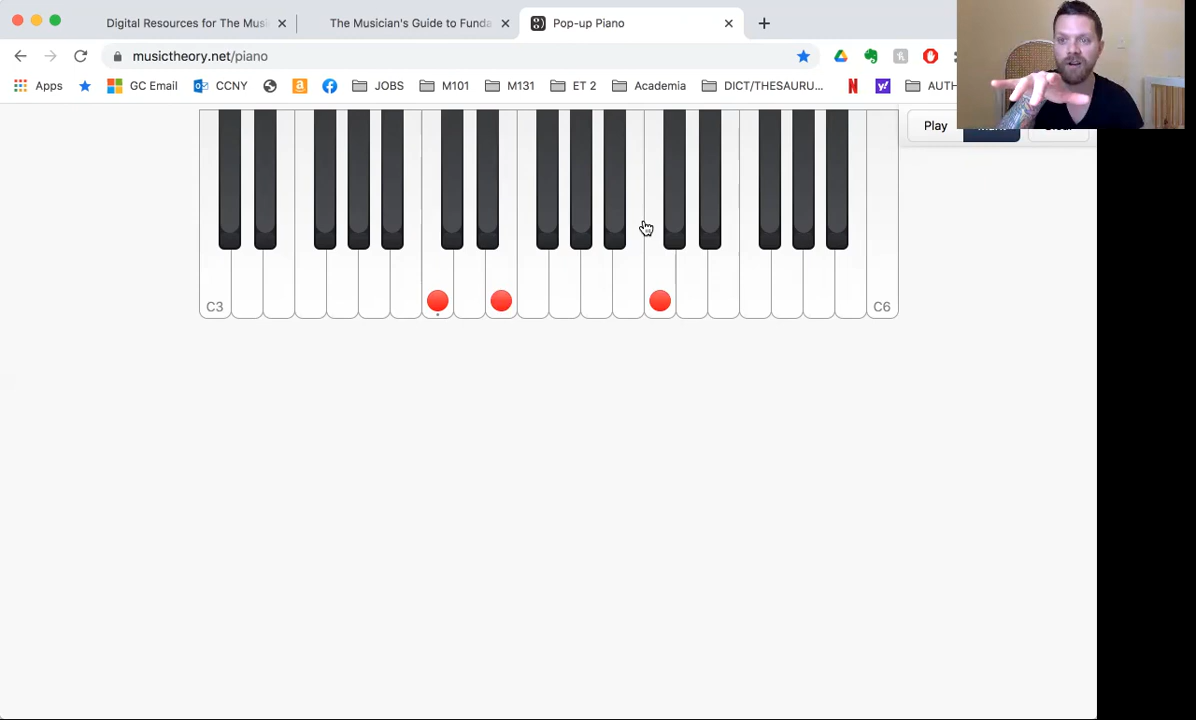 Digital Resources for The Musi
The Musician's Guide to Funda
Pop-up Piano
musictheory.net/piano
Apps
GC Email
CCNY
JOBS
M101
M131
ET 2
Academia
DICT/THESAURU...
N
y!
AUTH
Play
C3
C6